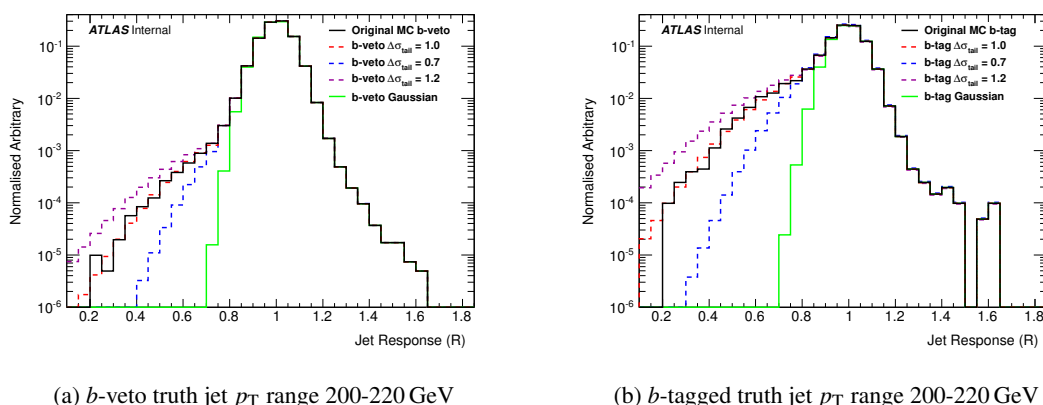 ATLAS Internal
Original MC b-veto
b-veto Δσtail = 1.0
b-veto Δσtail = 0.7
b-veto Δσtail = 1.2
b-veto Gaussian
Normalised Arbitrary
10⁻¹
10⁻²
10⁻³
10⁻⁴
10⁻⁵
10⁻⁶
0.2 0.4 0.6 0.8 1 1.2 1.4 1.6 1.8
Jet Response (R)
(a) b-veto truth jet pT range 200-220 GeV
ATLAS Internal
Original MC b-tag
b-tag Δσtail = 1.0
b-tag Δσtail = 0.7
b-tag Δσtail = 1.2
b-tag Gaussian
Normalised Arbitrary
10⁻¹
10⁻²
10⁻³
10⁻⁴
10⁻⁵
10⁻⁶
0.2 0.4 0.6 0.8 1 1.2 1.4 1.6 1.8
Jet Response (R)
(b) b-tagged truth jet pT range 200-220 GeV